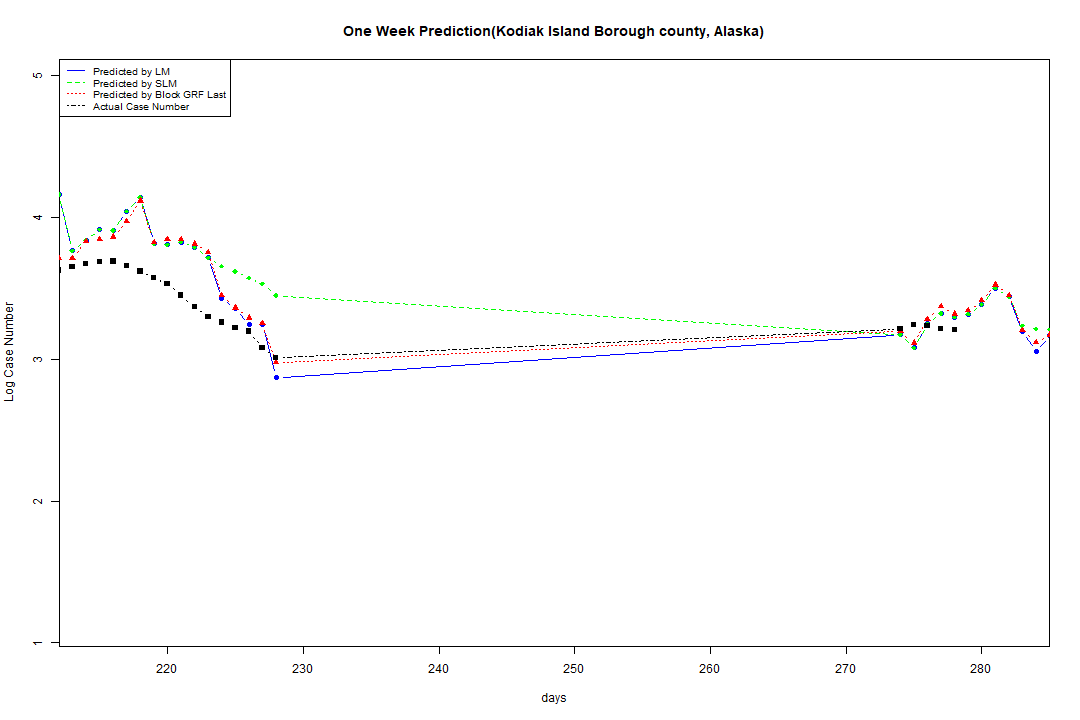 One Week Prediction(Kodiak Island Borough county, Alaska)
Predicted by LM
Predicted by SLM
Predicted by Block GRF Last
Actual Case Number
5
4
3
2
1
Log Case Number
220 230 240 250 260 270 280
days